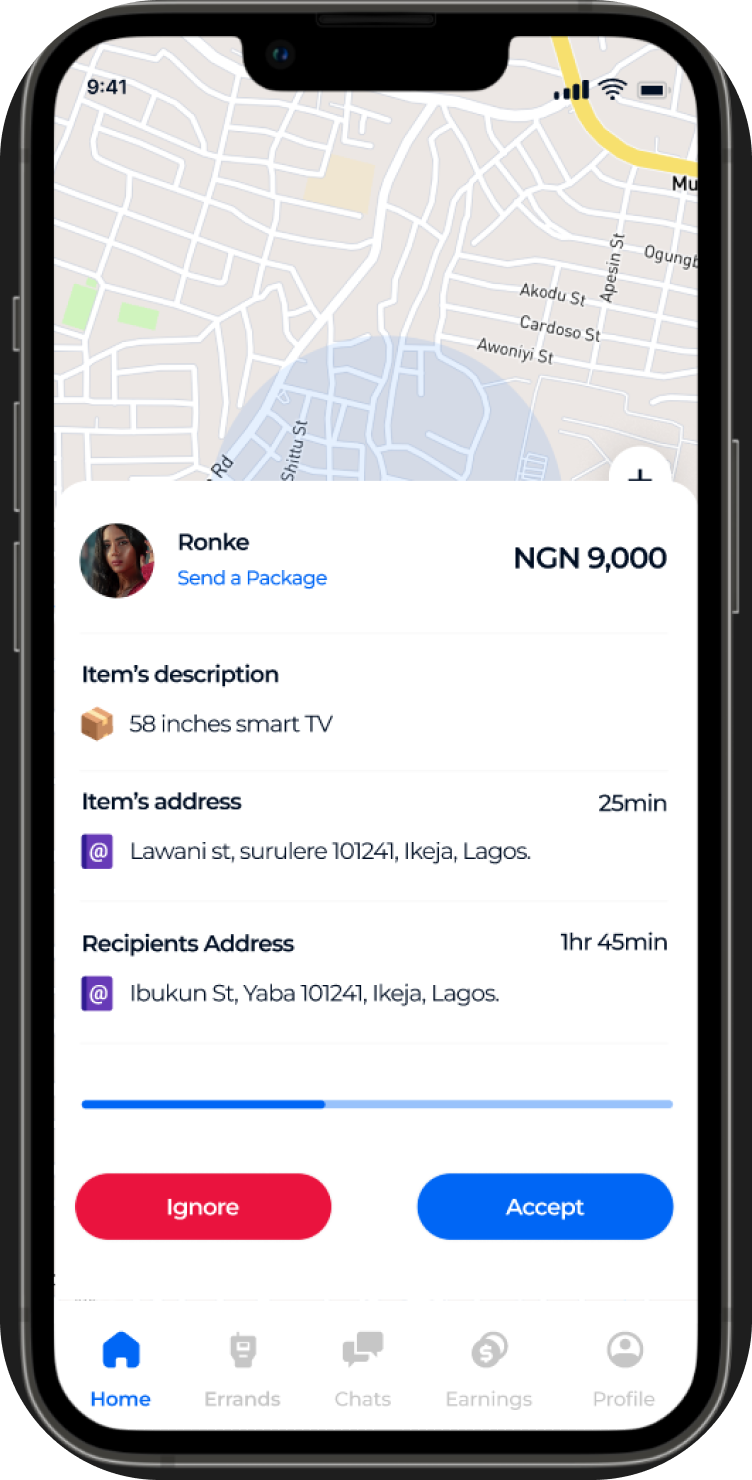 9:41
Mu
Ogungb
Apesin St
Akodu St
Cardoso St
Awoniyi St
Shittu St
Rd
Ronke
Send a Package
NGN 9,000
Item’s description
58 inches smart TV
Item’s address
25min
@
Lawani st, surulere 101241, Ikeja, Lagos.
Recipients Address
1hr 45min
@
Ibukun St, Yaba 101241, Ikeja, Lagos.
Ignore
Accept
Home
Errands
Chats
Earnings
Profile